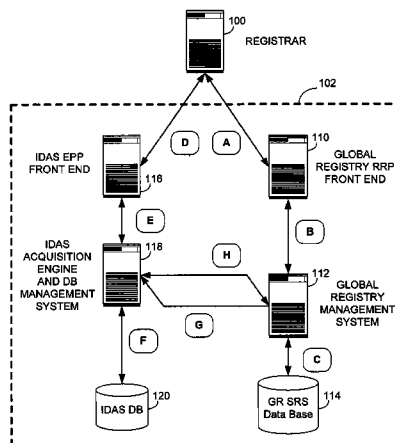 100
REGISTRAR
102
D
A
IDAS EPP
FRONT END
116
110
GLOBAL
REGISTRY RRP
FRONT END
E
B
IDAS
ACQUISITION
ENGINE
AND DB
MANAGEMENT
SYSTEM
118
H
G
112
GLOBAL
REGISTRY
MANAGEMENT
SYSTEM
F
C
120
IDAS DB
114
GR SRS
Data Base